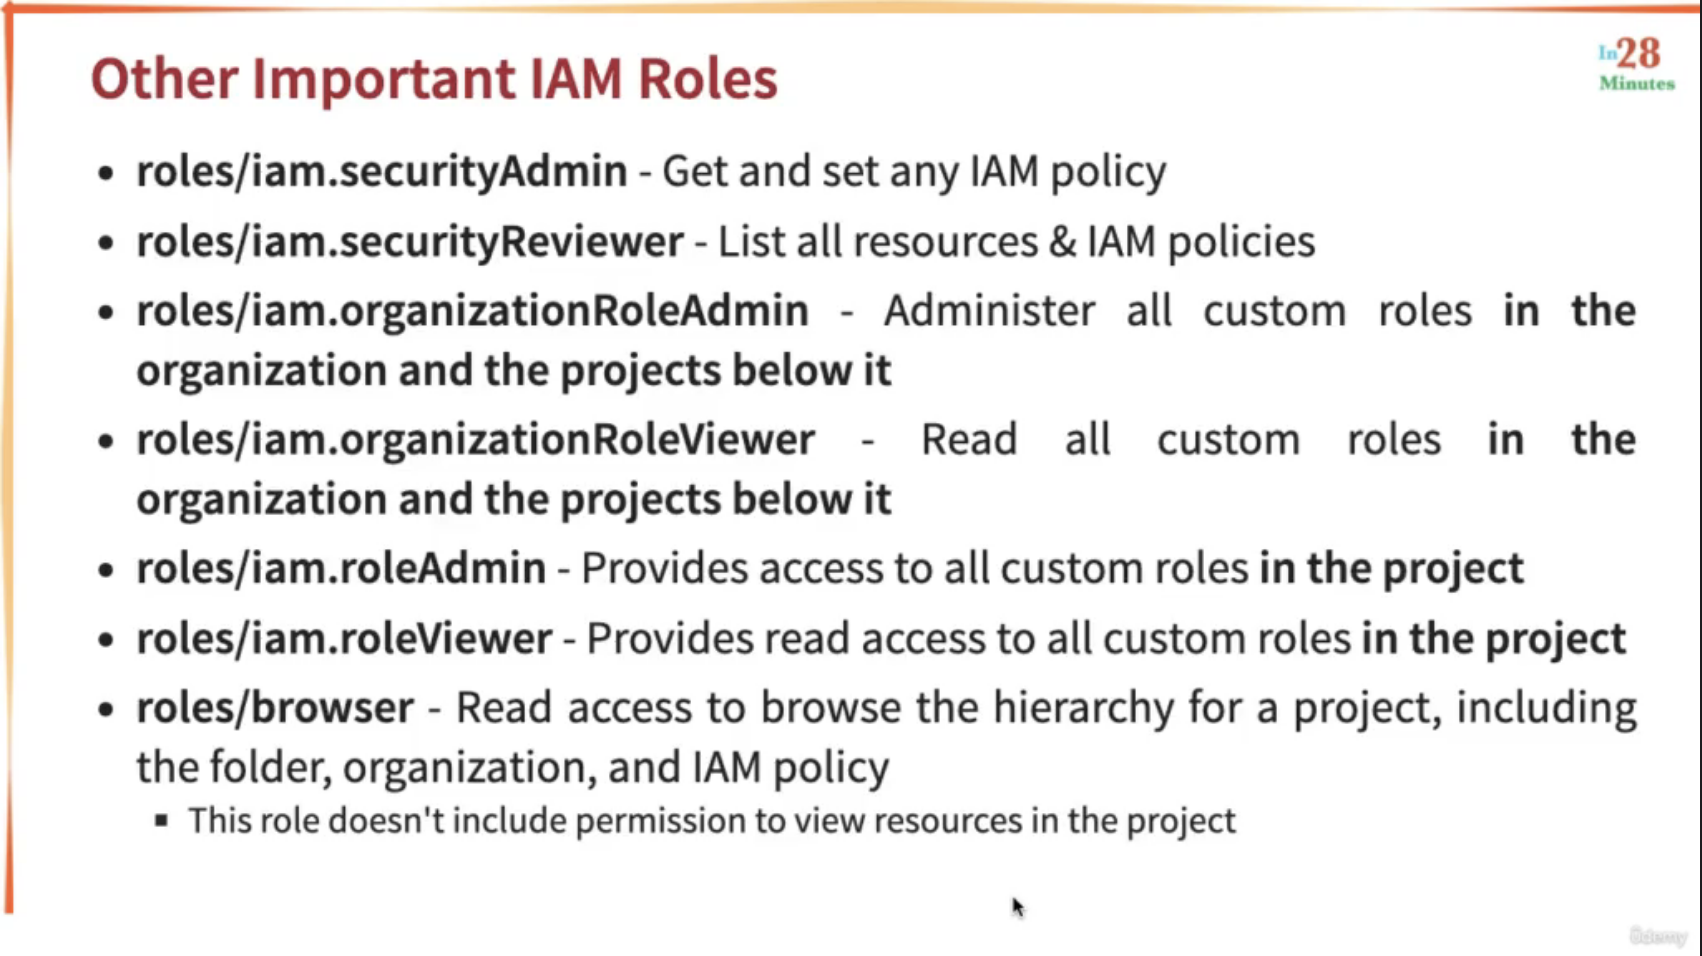 Other Important IAM Roles
In28
Minutes
• roles/iam.securityAdmin - Get and set any IAM policy
• roles/iam.securityReviewer - List all resources & IAM policies
• roles/iam.organizationRoleAdmin - Administer all custom roles in the
organization and the projects below it
• roles/iam.organizationRoleViewer - Read all custom roles in the
organization and the projects below it
• roles/iam.roleAdmin - Provides access to all custom roles in the project
• roles/iam.roleViewer - Provides read access to all custom roles in the project
• roles/browser - Read access to browse the hierarchy for a project, including
the folder, organization, and IAM policy
▪ This role doesn't include permission to view resources in the project
ûdemy